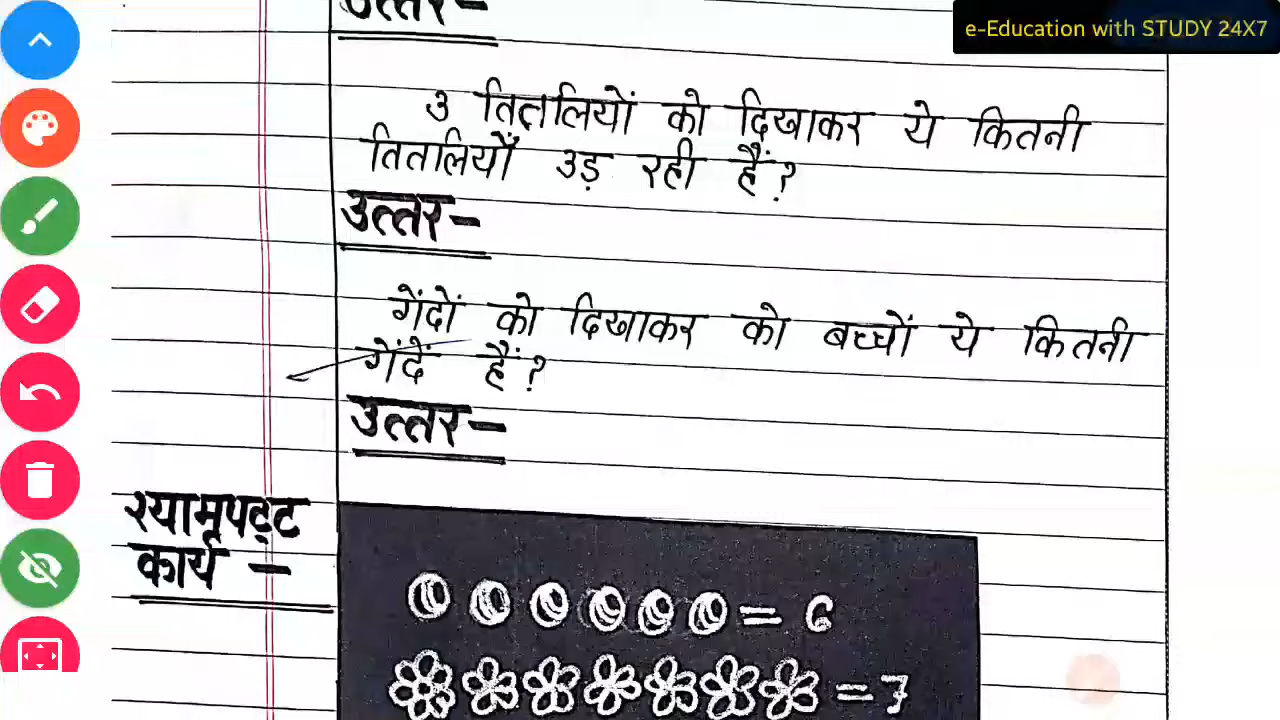 उत्तर-
e-Education with STUDY 24X7
3 तितलियों को दिखाकर ये कितनी
तितलियाँ उड़ रही हैं?
उत्तर-
गेंदों को दिखाकर को बच्चों ये कितनी
गेंदें हैं?
उत्तर-
श्यामपट्ट
कार्य -
= 6
= 7